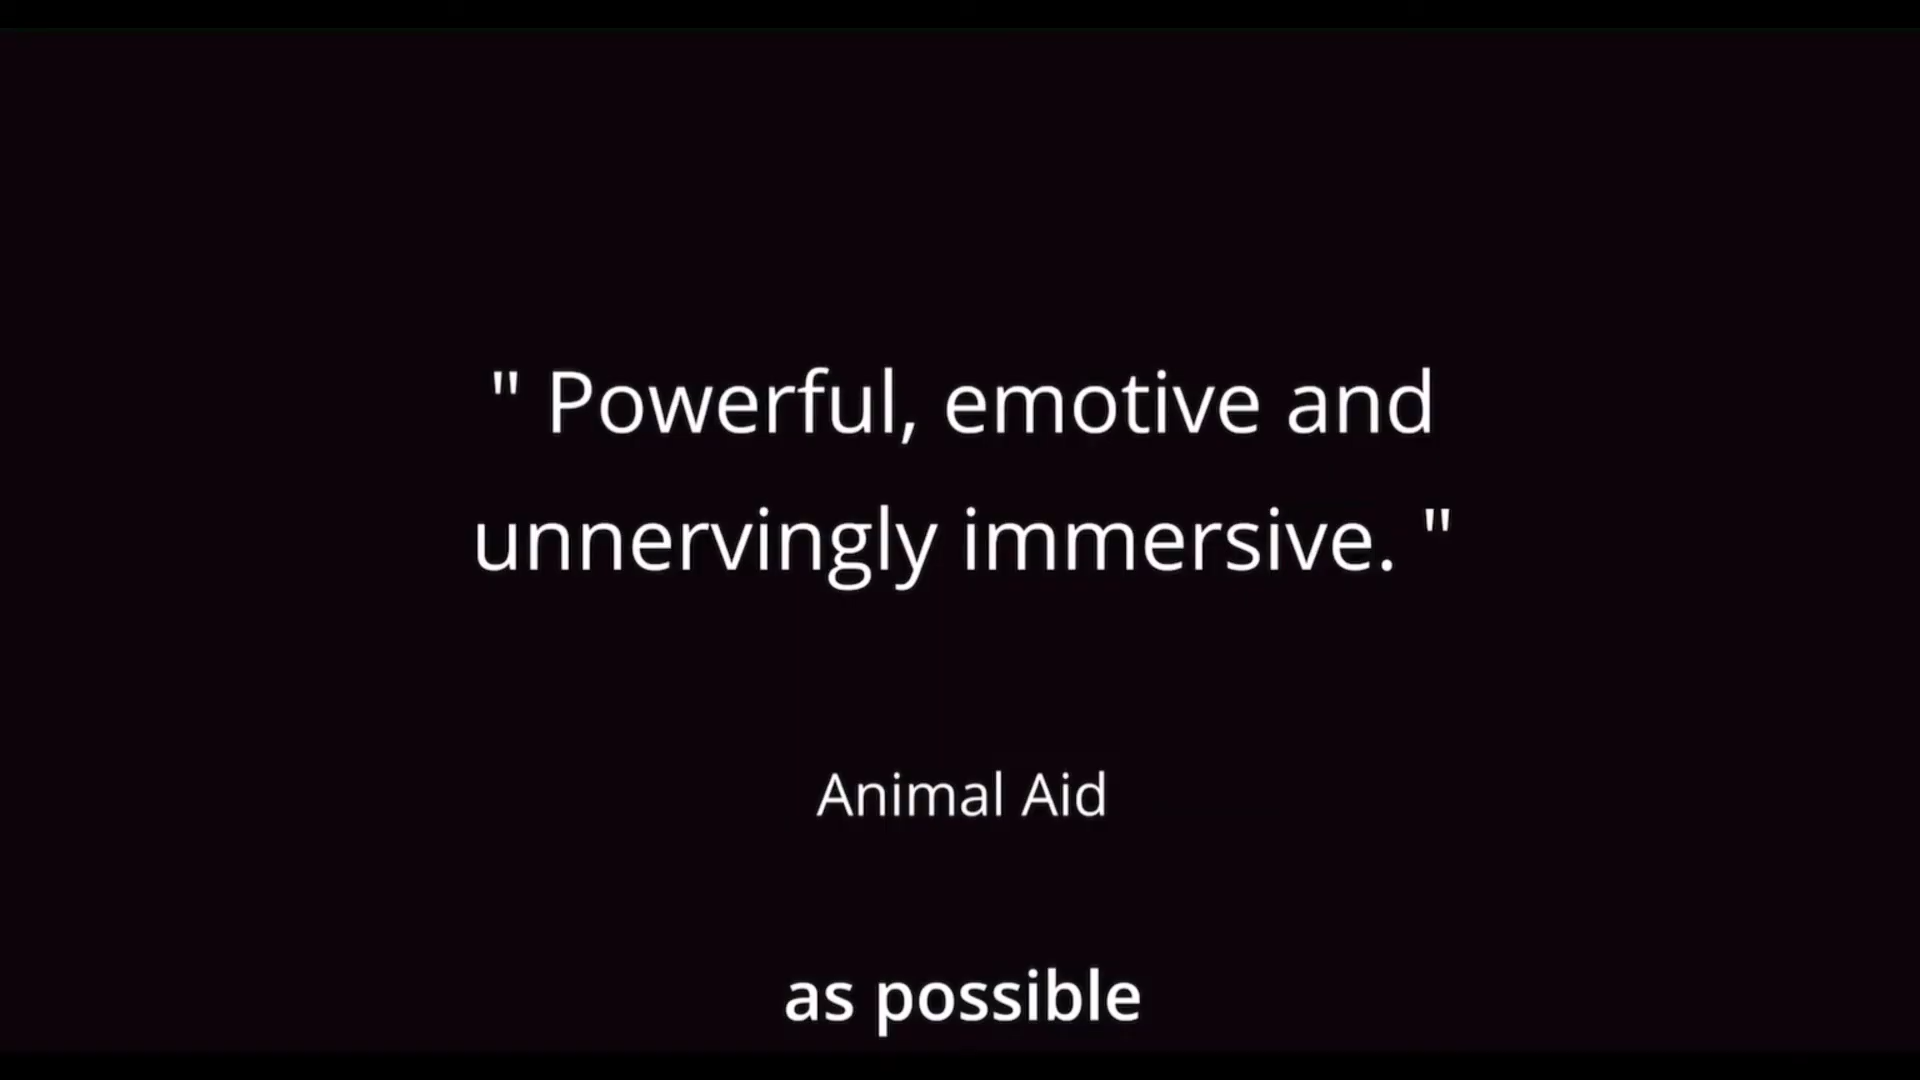 " Powerful, emotive and
unnervingly immersive. "
Animal Aid
as possible